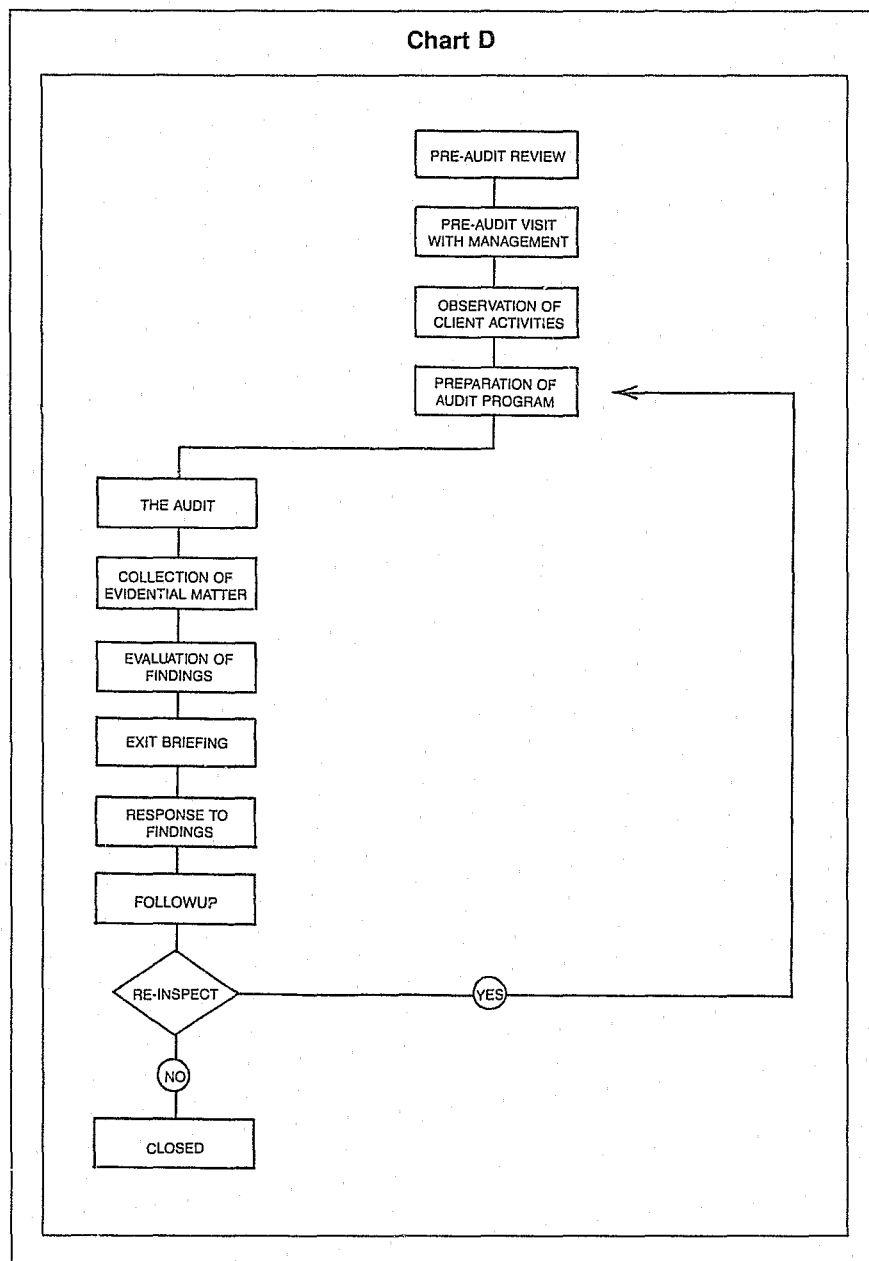 Chart D
PRE-AUDIT REVIEW
PRE-AUDIT VISIT
WITH MANAGEMENT
OBSERVATION OF
CLIENT ACTIVITIES
PREPARATION OF
AUDIT PROGRAM
THE AUDIT
COLLECTION OF
EVIDENTIAL MATTER
EVALUATION OF
FINDINGS
EXIT BRIEFING
RESPONSE TO
FINDINGS
FOLLOWU?
RE-INSPECT
YES
NO
CLOSED